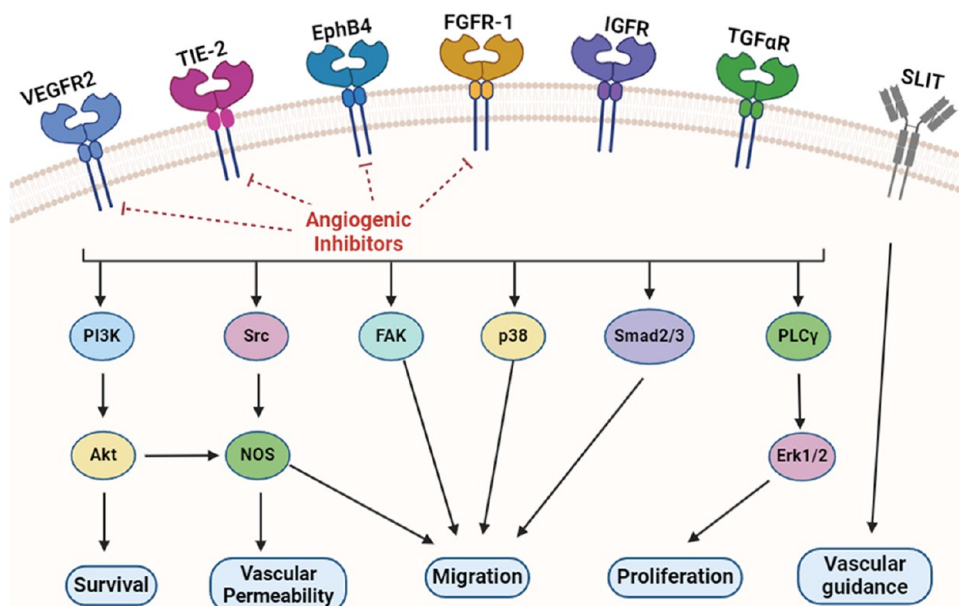 VEGFR2
TIE-2
EphB4
FGFR-1
IGFR
TGFαR
SLIT
Angiogenic
Inhibitors
PI3K
Src
FAK
p38
Smad2/3
PLCγ
Akt
NOS
Erk1/2
Survival
Vascular
Permeability
Migration
Proliferation
Vascular
guidance